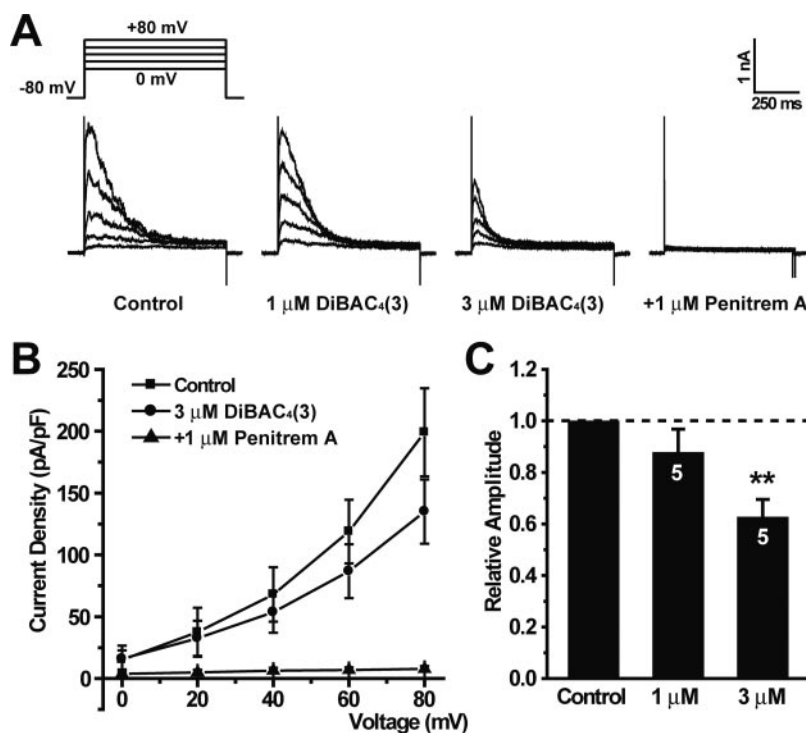 A
+80 mV
-80 mV
0 mV
1 nA
250 ms
Control
1 μM DiBAC₄(3)
3 μM DiBAC₄(3)
+1 μM Penitrem A
B
Current Density (pA/pF)
250
200
150
100
50
0
Control
3 μM DiBAC₄(3)
+1 μM Penitrem A
0 20 40 60 80
Voltage (mV)
C
Relative Amplitude
1.2
1.0
0.8
0.6
0.4
0.2
0.0
5
**
5
Control 1 μM 3 μM